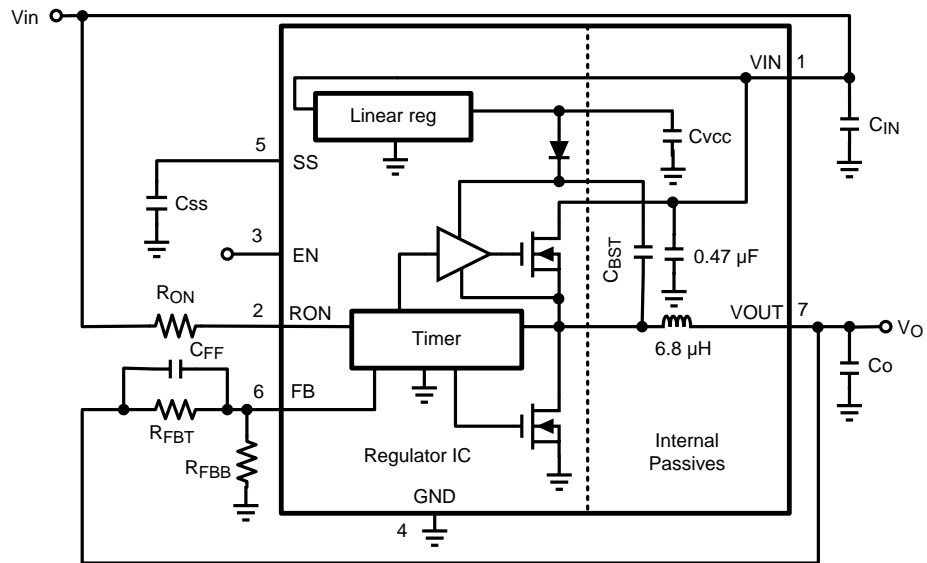 Vin
VIN 1
Linear reg
Cvcc
CIN
5
SS
Css
3
EN
CBST
0.47 µF
RON
2
RON
VOUT 7
VO
Timer
6.8 µH
CFF
Co
6
FB
RFBT
RFBB
Regulator IC
Internal
Passives
GND
4